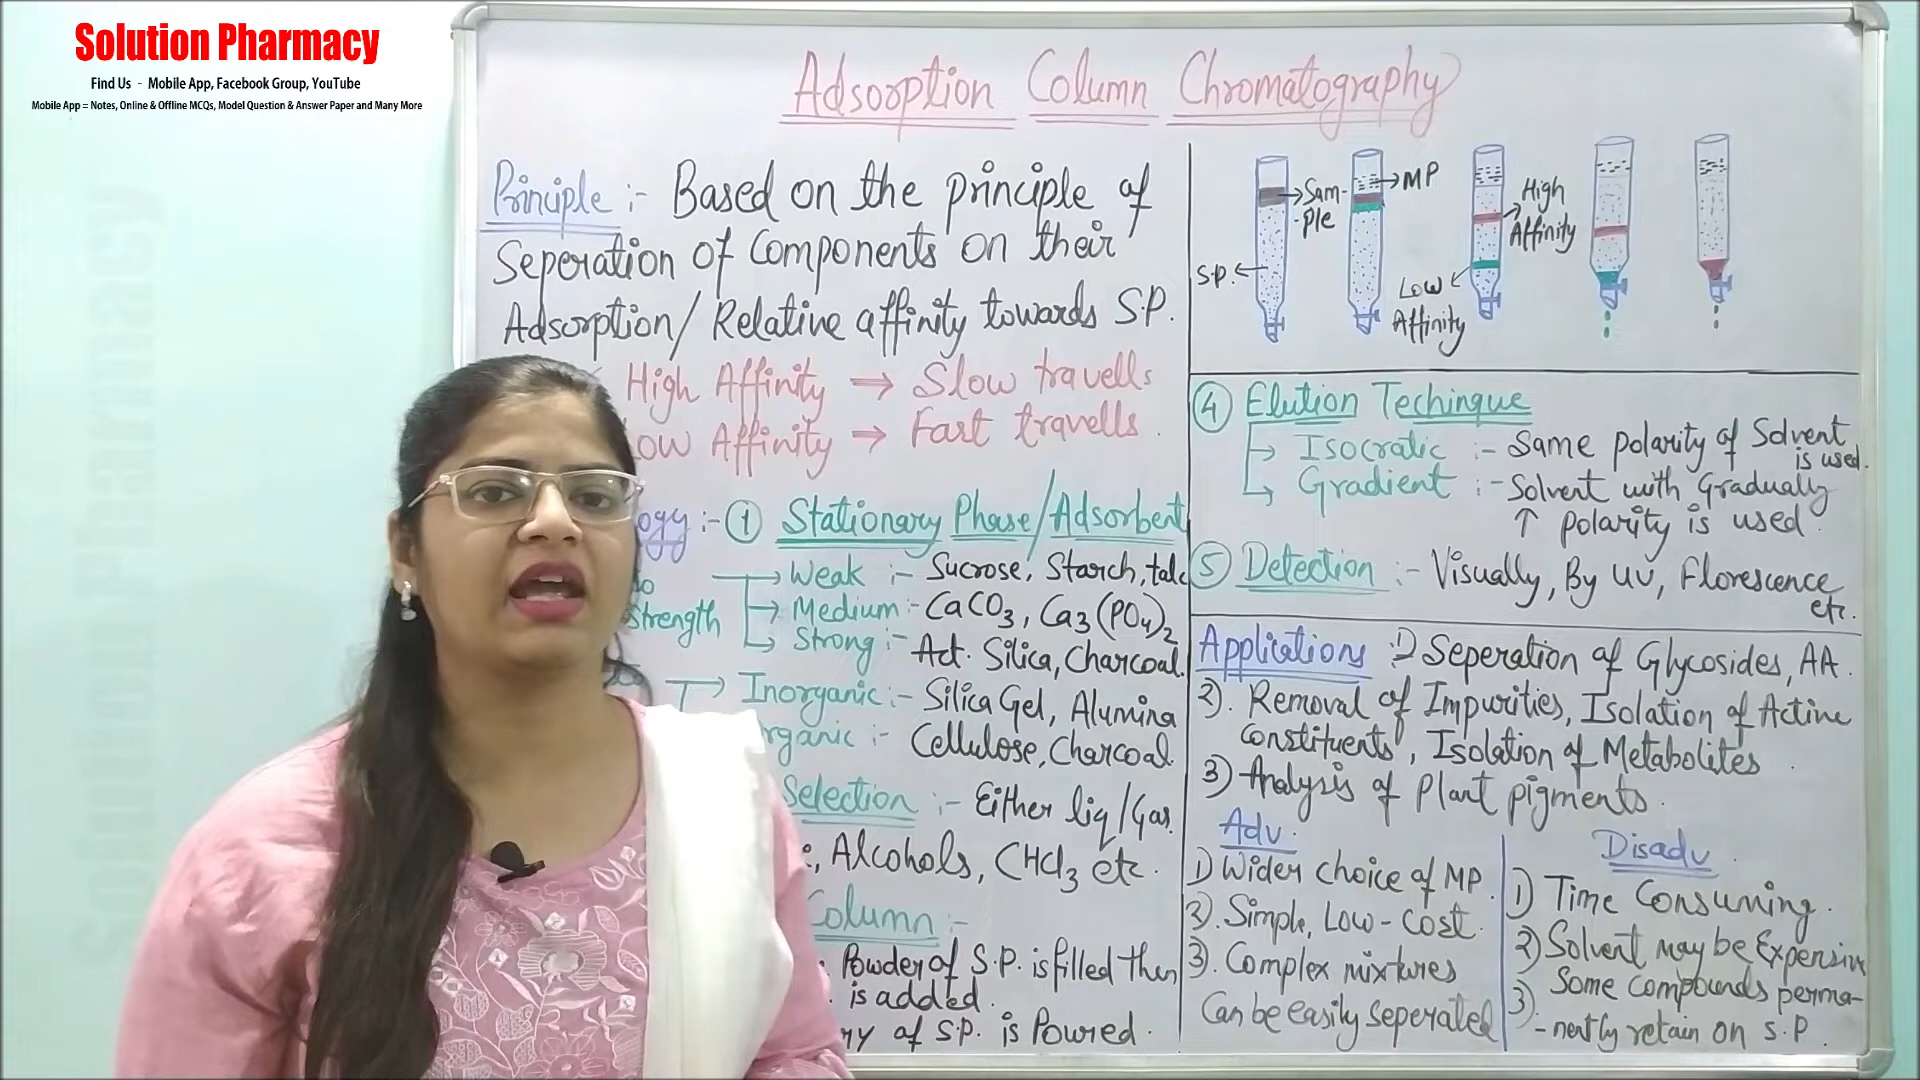 Solution Pharmacy
Find Us - Mobile App, Facebook Group, YouTube
Mobile App = Notes, Online & Offline MCQs, Model Question & Answer Paper and Many More
Solution Pharmacy
Adsorption Column Chromatography
Principle :- Based on the principle of
Seperation of Components on their
Adsorption/ Relative affinity towards S.P.
High Affinity → Slow travells
Low Affinity → Fast travells.
ogy :- ① Stationary Phase/Adsorbent
to
Strength
→ Weak :- Sucrose, Starch, talc
→ Medium :- CaCO3, Ca3(PO4)2
→ Strong :- Act. Silica, Charcoal.
→ Inorganic :- Silica Gel, Alumina
rganic :- Cellulose, Charcoal.
Selection :- Either liq/Gas.
, Alcohols, CHCl3 etc.
Column :-
Powder of S.P. is filled then
is added.
ry of S.P. is Poured.
→ Sam-
-ple
S.P. ←
→ MP
→ High
Affinity
Low ←
Affinity
④ Elution Techinque
→ Isocratic :- Same polarity of Solvent
is used.
→ Gradient :- Solvent with Gradually
↑ polarity is used.
⑤ Detection :- Visually, By UV, Florescence
etc.
Applications :- 1) Seperation of Glycosides, AA.
2). Removal of Impurities, Isolation of Active
constituents, Isolation of Metabolites.
3) Analysis of Plant pigments.
Adv.
1) Wider choice of MP.
2). Simple, Low-Cost.
3). Complex mixtures
Can be easily seperated
Disadv.
1) Time Consuming.
2) Solvent may be Expensive
3) Some compounds perma-
-nently retain on S.P.